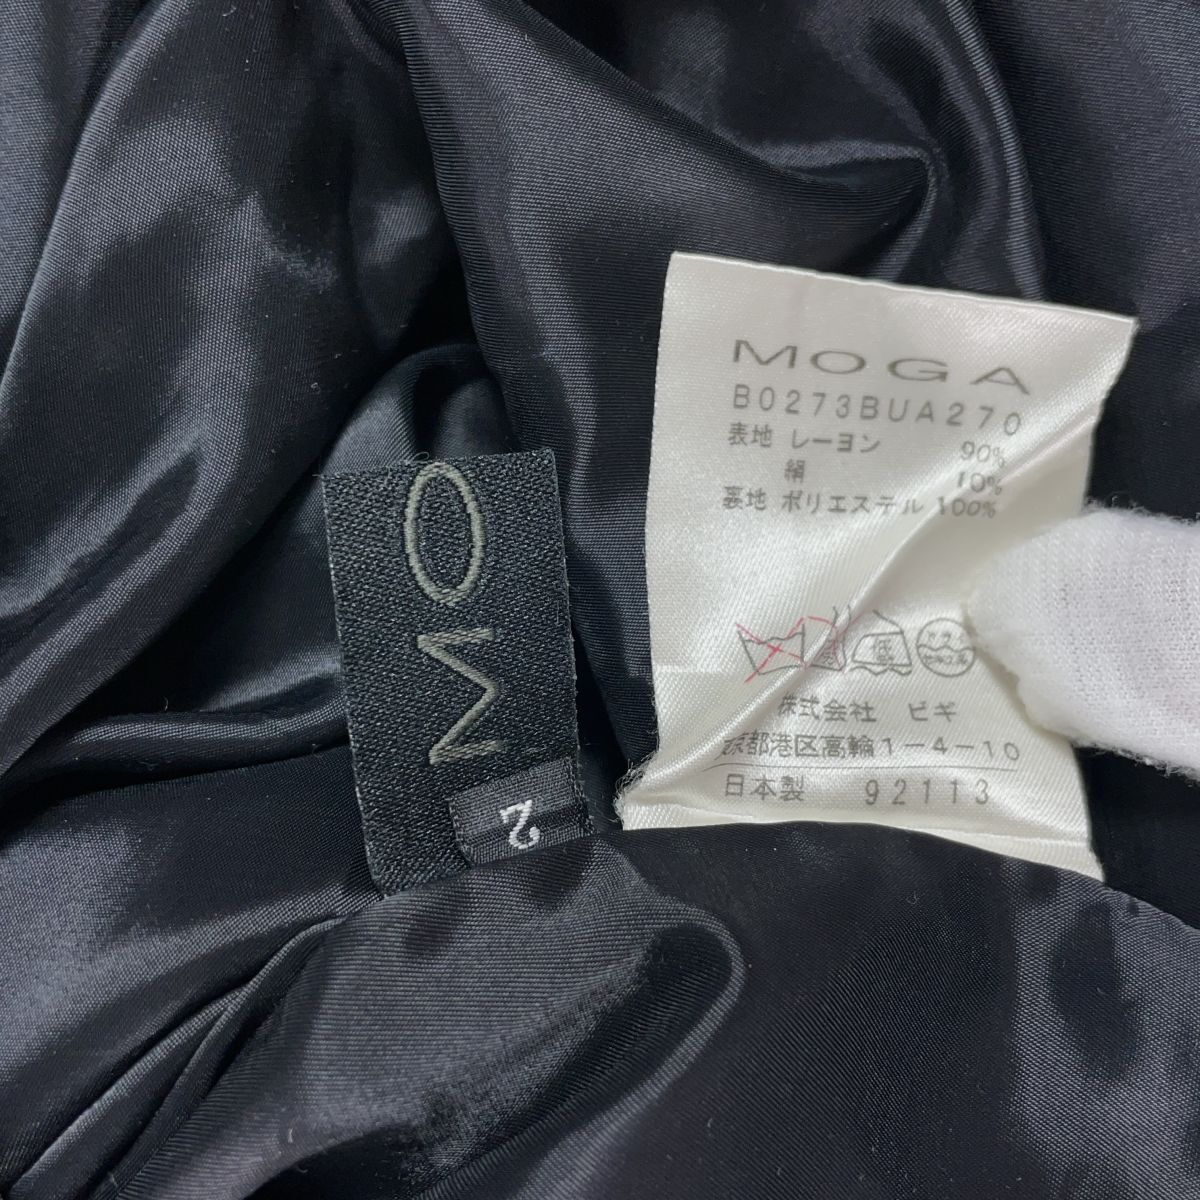 MO
2
MOGA
B0273BUA270
表地 レーヨン 90%
絹 10%
裏地 ポリエステル 100%
低
株式会社 ビギ
京都港区高輪1-4-10
日本製 92113